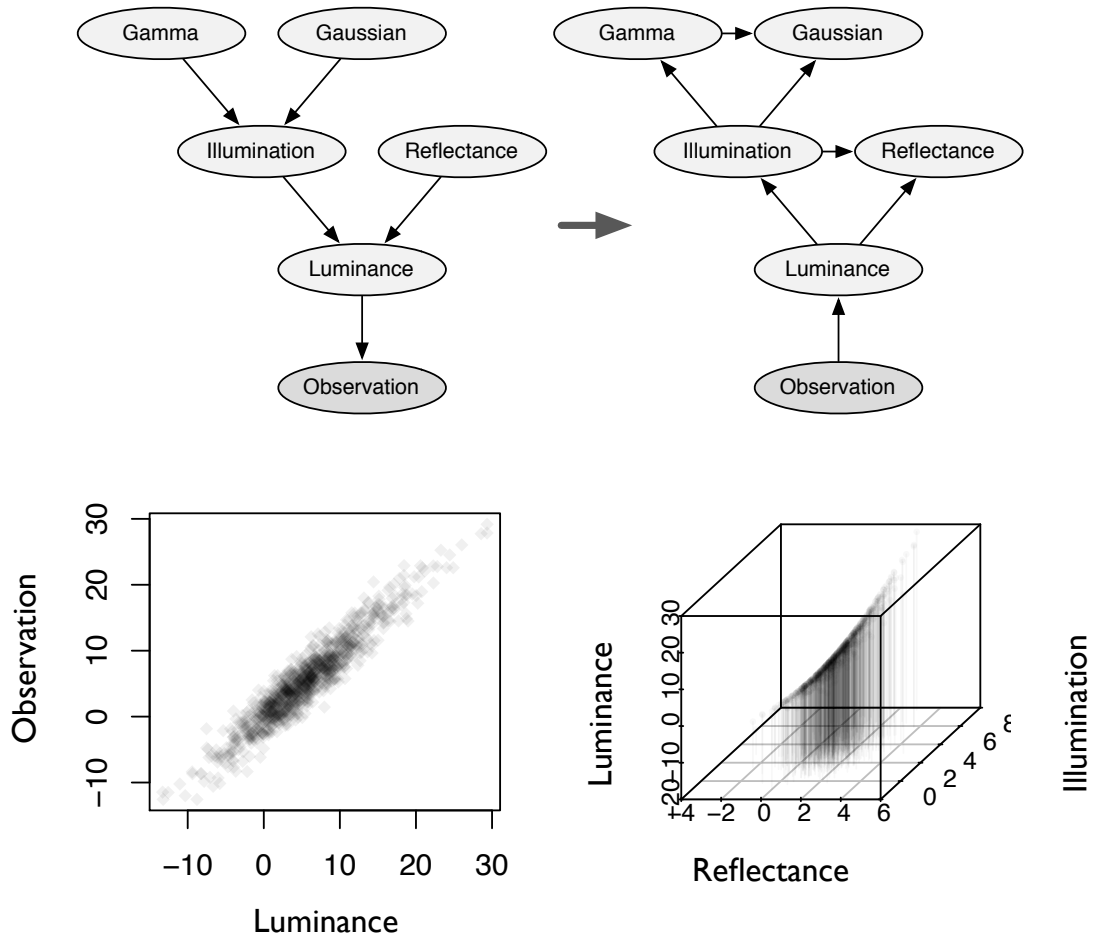 Gamma Gaussian Gamma Gaussian
Illumination Reflectance Illumination Reflectance
Luminance Luminance
Observation Observation
Observation
30
20
10
0
−10
−10 0 10 20 30
Luminance
Luminance
30
20
10
0
−10
−20
−4 −2 0 2 4 6
Reflectance
0 2 4 6 8
Illumination